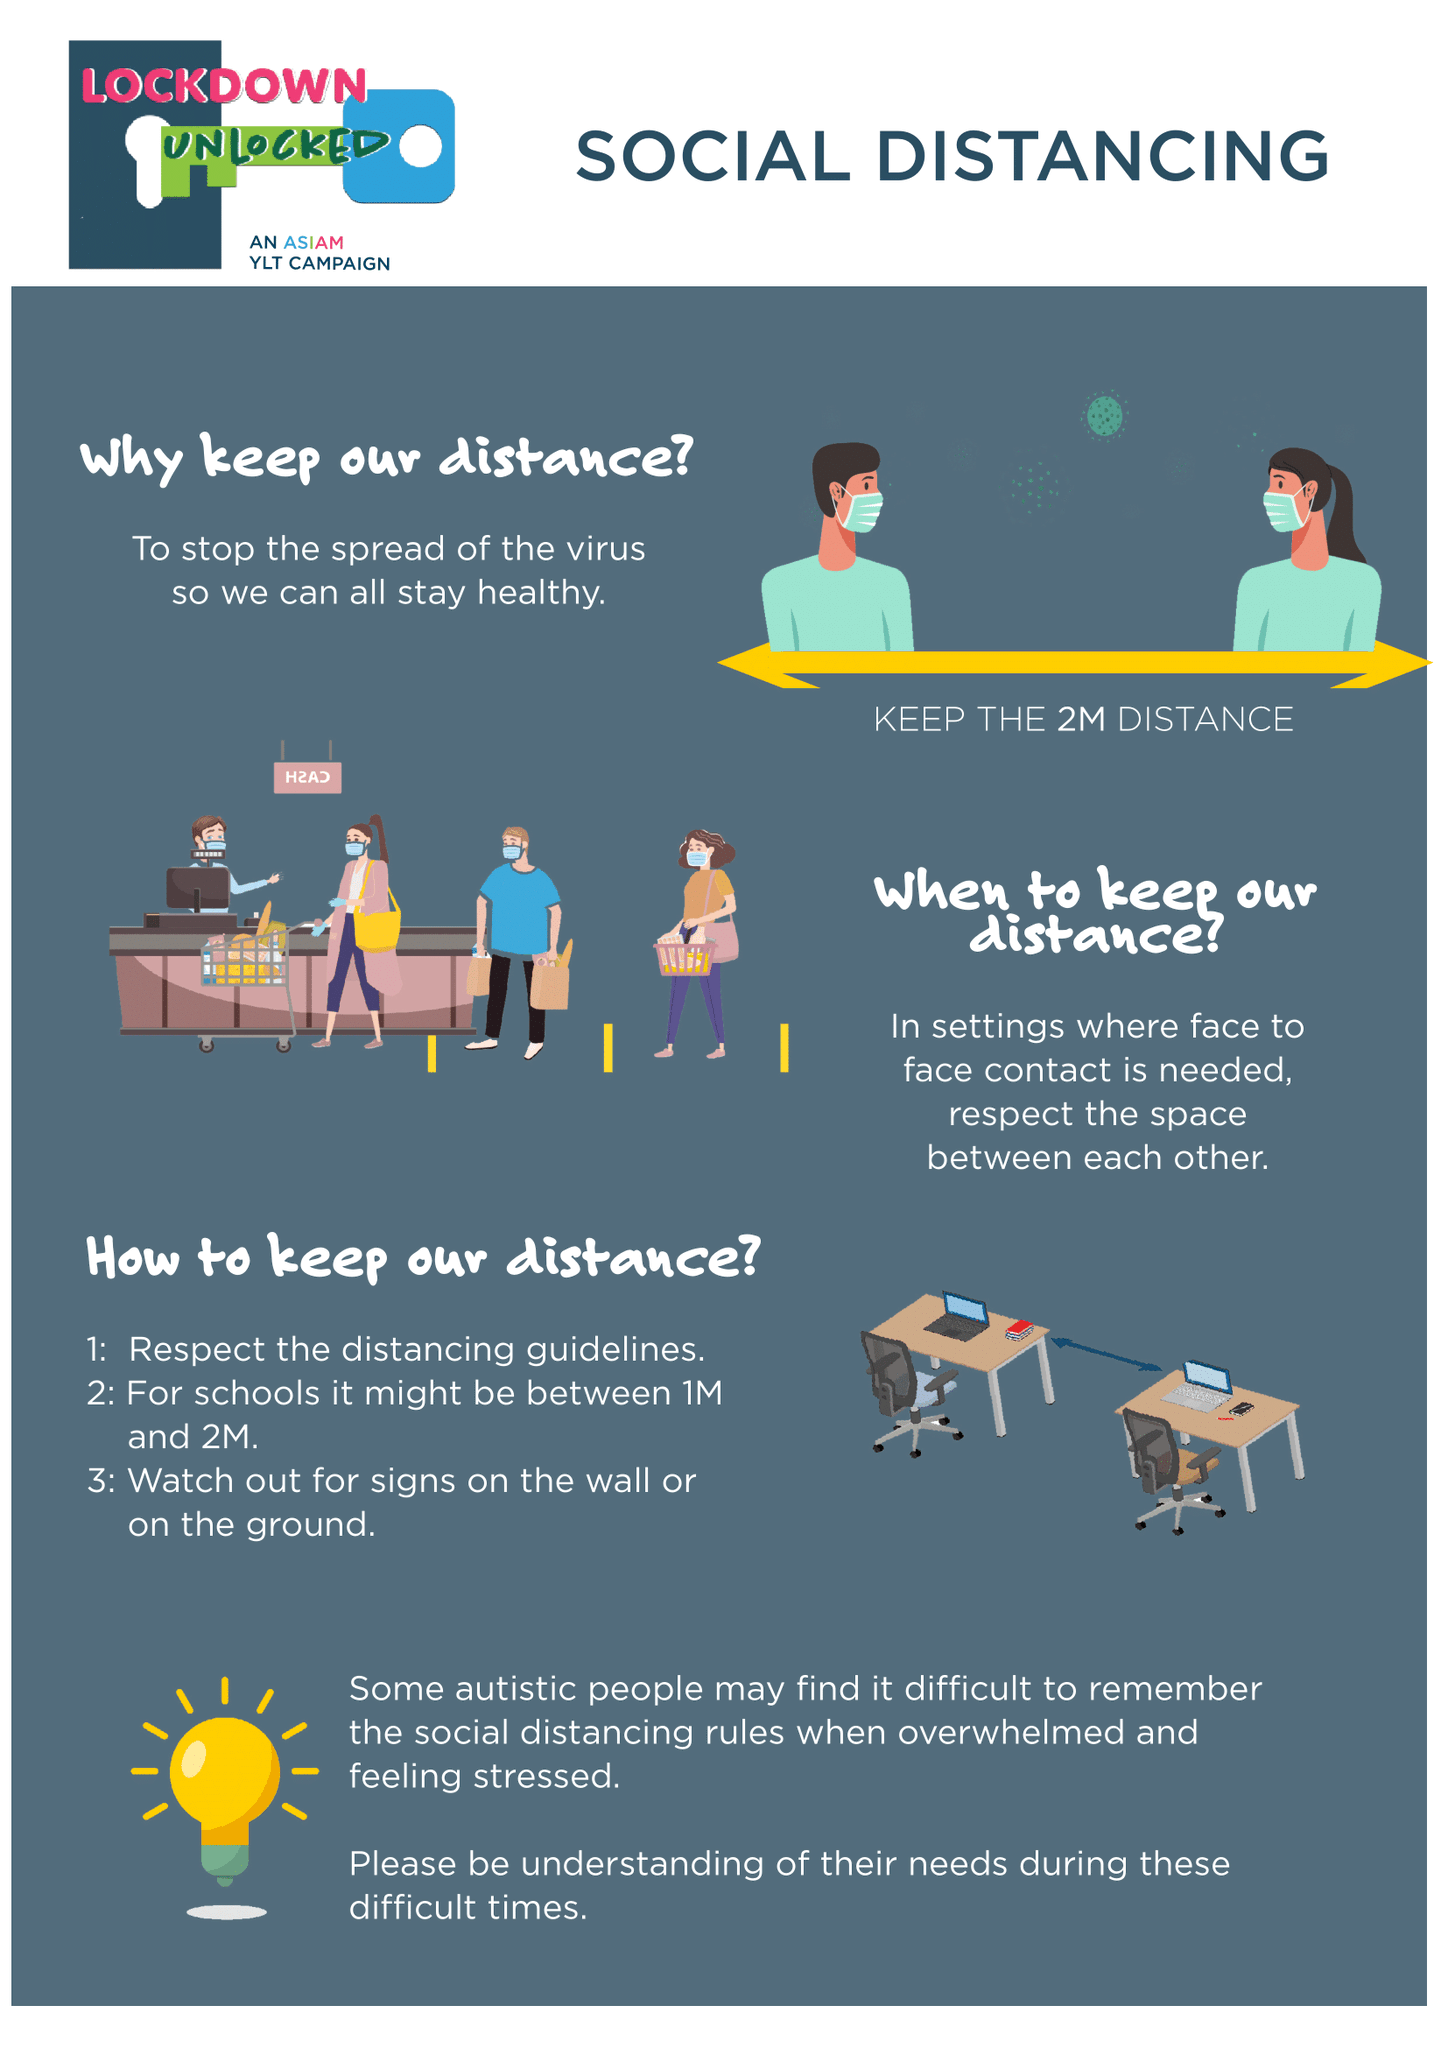 LOCKDOWN
UNLOCKED
AN ASIAM
YLT CAMPAIGN
SOCIAL DISTANCING
Why keep our distance?
To stop the spread of the virus
so we can all stay healthy.
KEEP THE 2M DISTANCE
CASH
When to keep our
distance?
In settings where face to
face contact is needed,
respect the space
between each other.
How to keep our distance?
1: Respect the distancing guidelines.
2: For schools it might be between 1M
and 2M.
3: Watch out for signs on the wall or
on the ground.
Some autistic people may find it difficult to remember
the social distancing rules when overwhelmed and
feeling stressed.
Please be understanding of their needs during these
difficult times.